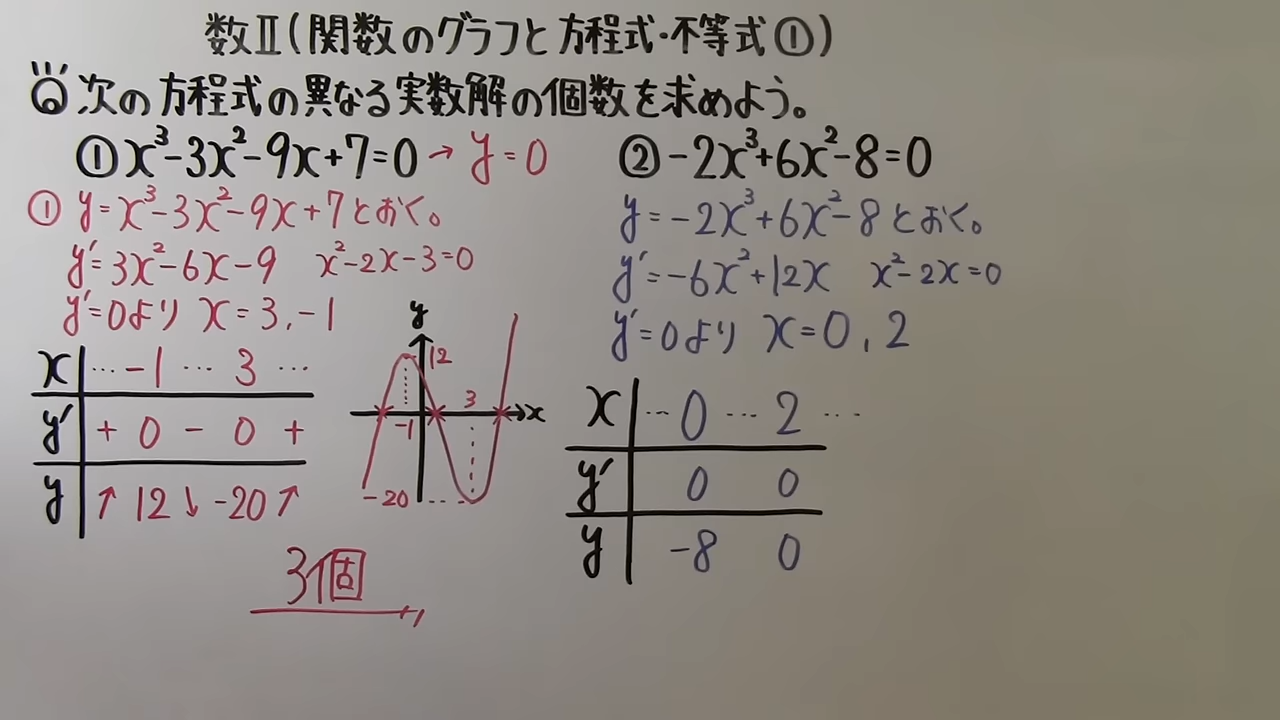 数Ⅱ(関数のグラフと方程式・不等式①)
Q 次の方程式の異なる実数解の個数を求めよう。
① x³-3x²-9x+7=0 → y=0
① y=x³-3x²-9x+7とおく。
y'=3x²-6x-9 x²-2x-3=0
y'=0より x=3,-1
x … -1 … 3 …
y' + 0 - 0 +
y ↑ 12 ↓ -20 ↑
y
12
3
x
-1
-20
3個
② -2x³+6x²-8=0
y=-2x³+6x²-8とおく。
y'=-6x²+12x x²-2x=0
y'=0より x=0,2
x … 0 … 2 …
y' 0 0
y -8 0